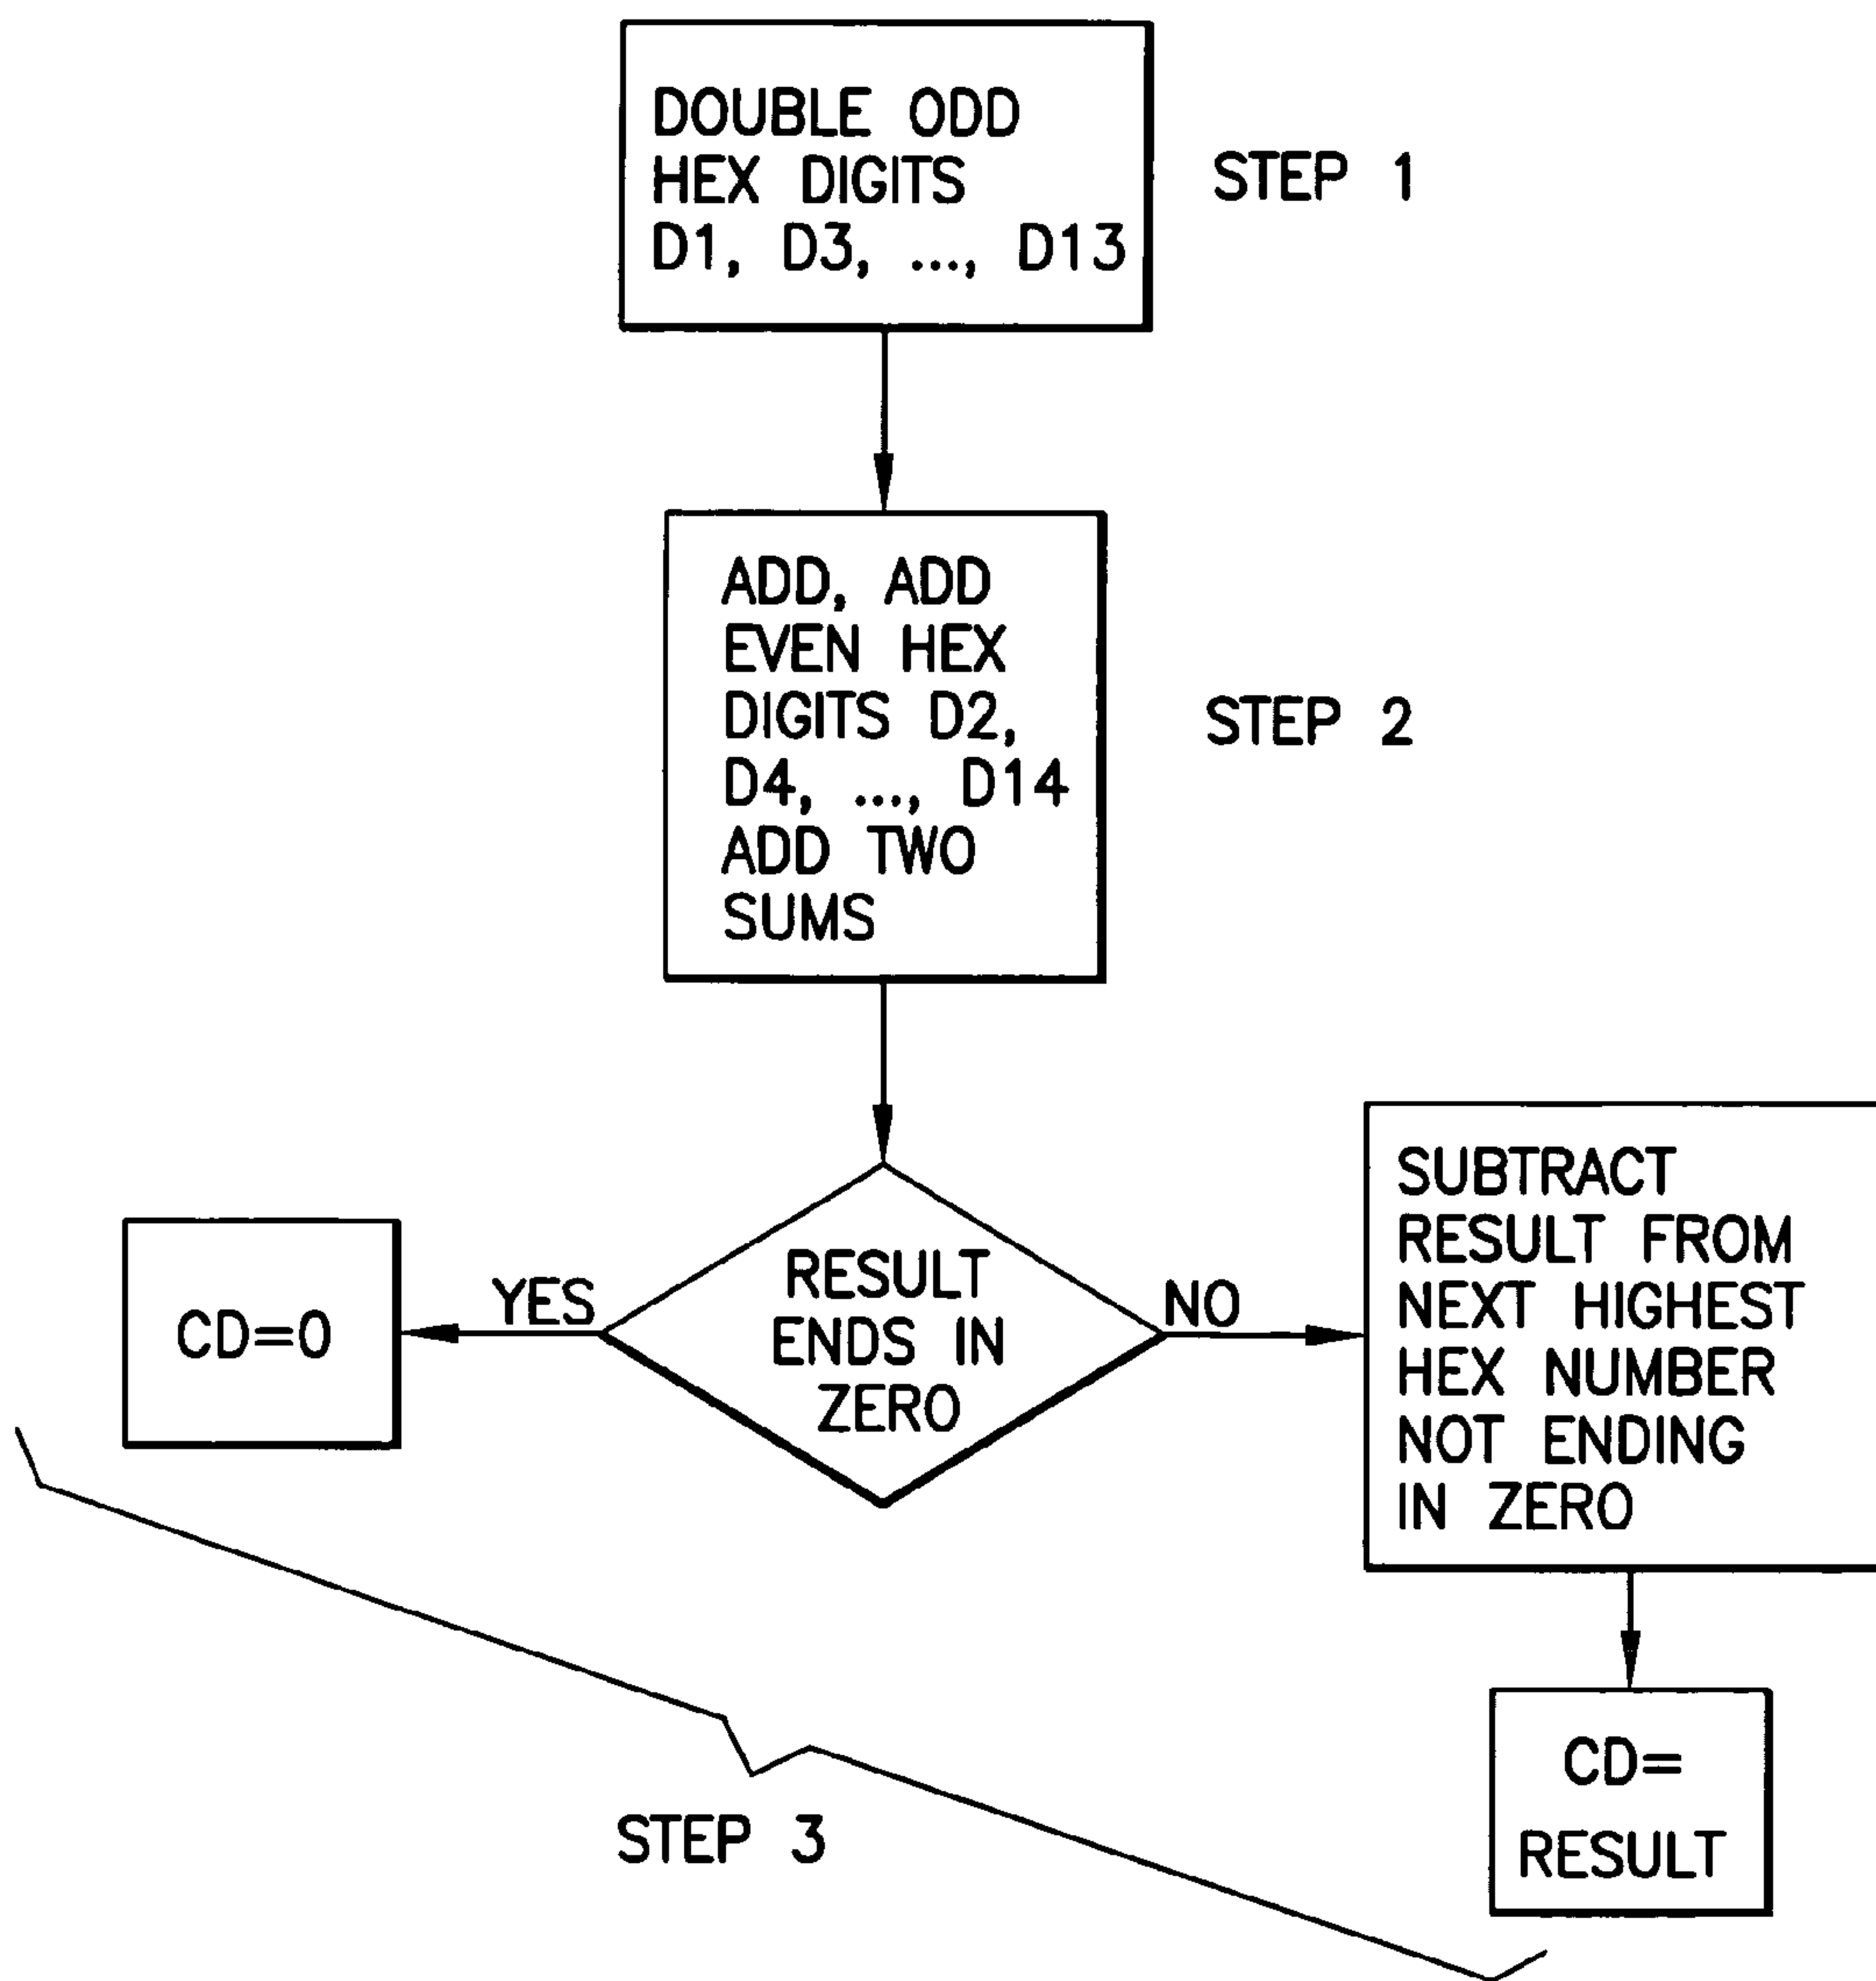 DOUBLE ODD
HEX DIGITS
D1, D3, ..., D13
STEP 1
ADD, ADD
EVEN HEX
DIGITS D2,
D4, ..., D14
ADD TWO
SUMS
STEP 2
RESULT
ENDS IN
ZERO
YES
CD=0
NO
SUBTRACT
RESULT FROM
NEXT HIGHEST
HEX NUMBER
NOT ENDING
IN ZERO
CD=
RESULT
STEP 3